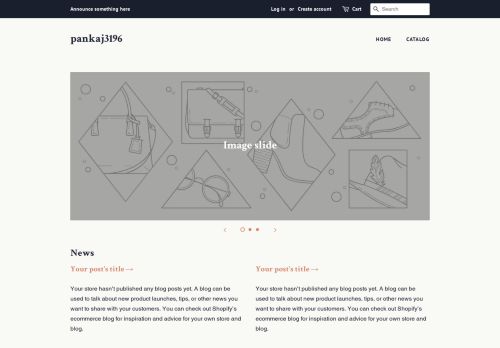 Announce something here
Log in or Create account Cart Search
pankaj3196
HOME CATALOG
Image slide
News
Your post's title →
Your store hasn't published any blog posts yet. A blog can be
used to talk about new product launches, tips, or other news you
want to share with your customers. You can check out Shopify's
ecommerce blog for inspiration and advice for your own store and
blog.
Your post's title →
Your store hasn't published any blog posts yet. A blog can be
used to talk about new product launches, tips, or other news you
want to share with your customers. You can check out Shopify's
ecommerce blog for inspiration and advice for your own store and
blog.